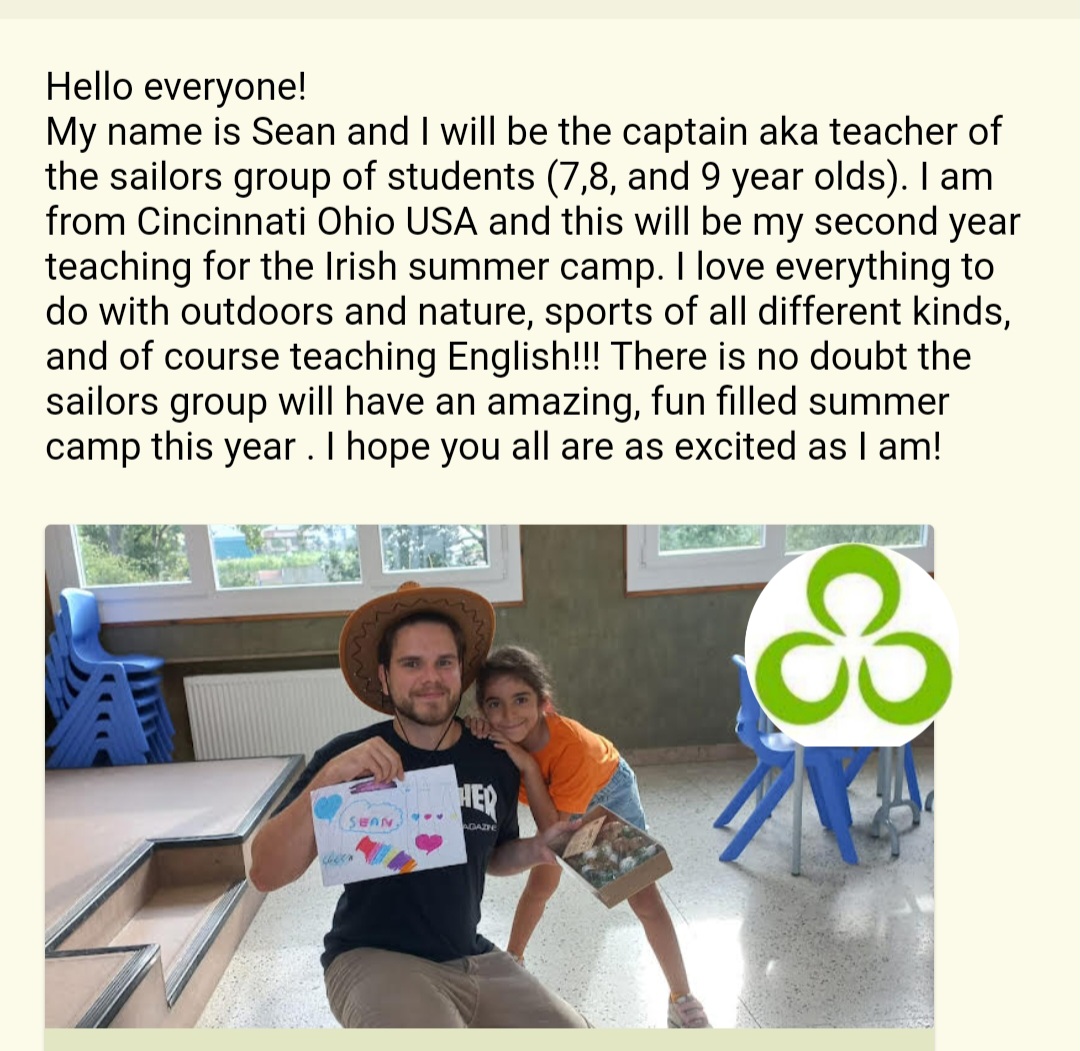 Hello everyone!
My name is Sean and I will be the captain aka teacher of
the sailors group of students (7,8, and 9 year olds). I am
from Cincinnati Ohio USA and this will be my second year
teaching for the Irish summer camp. I love everything to
do with outdoors and nature, sports of all different kinds,
and of course teaching English!!! There is no doubt the
sailors group will have an amazing, fun filled summer
camp this year . I hope you all are as excited as I am!
SEAN
HER
AGAZINE